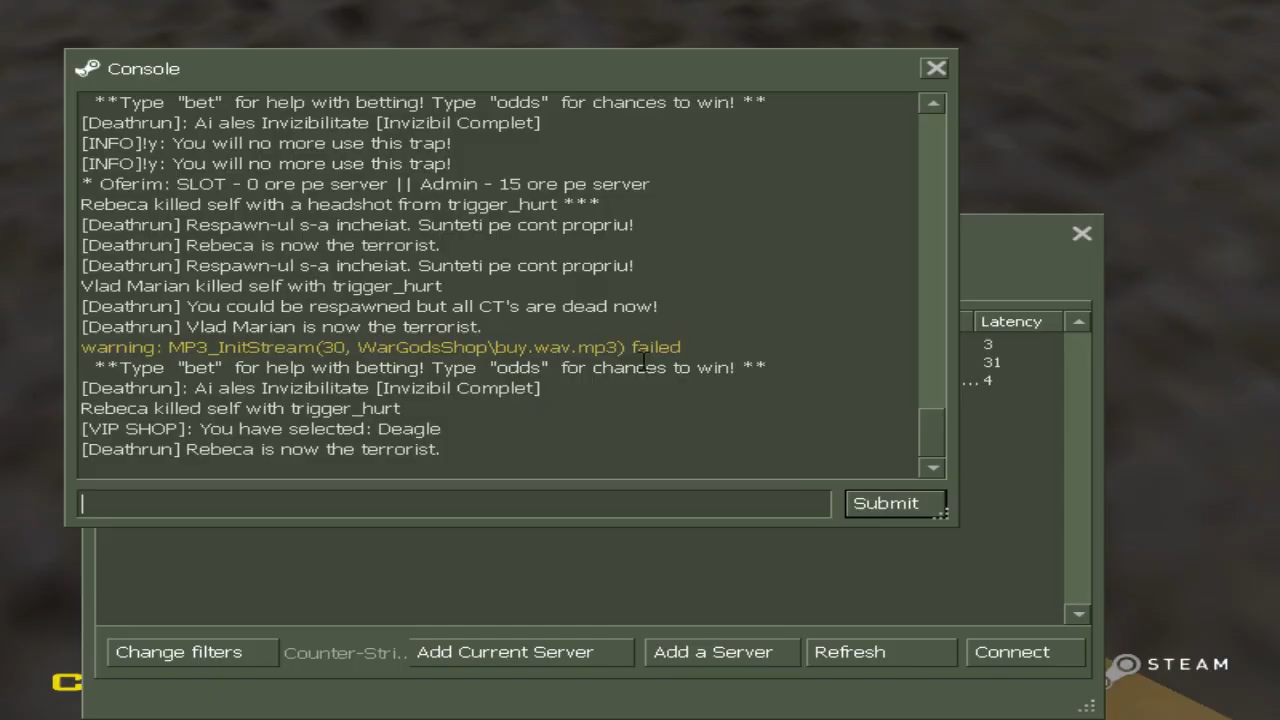 Console
**Type "bet" for help with betting! Type "odds" for chances to win! **
[Deathrun]: Ai ales Invizibilitate [Invizibil Complet]
[INFO]!y: You will no more use this trap!
[INFO]!y: You will no more use this trap!
* Oferim: SLOT - 0 ore pe server || Admin - 15 ore pe server
Rebeca killed self with a headshot from trigger_hurt ***
[Deathrun] Respawn-ul s-a incheiat. Sunteti pe cont propriu!
[Deathrun] Rebeca is now the terrorist.
[Deathrun] Respawn-ul s-a incheiat. Sunteti pe cont propriu!
Vlad Marian killed self with trigger_hurt
[Deathrun] You could be respawned but all CT's are dead now!
[Deathrun] Vlad Marian is now the terrorist.
warning: MP3_InitStream(30, WarGodsShop\buy.wav.mp3) failed
**Type "bet" for help with betting! Type "odds" for chances to win! **
[Deathrun]: Ai ales Invizibilitate [Invizibil Complet]
Rebeca killed self with trigger_hurt
[VIP SHOP]: You have selected: Deagle
[Deathrun] Rebeca is now the terrorist.
Submit
Latency
3
31
... 4
Change filters
Counter-Stri..
Add Current Server
Add a Server
Refresh
Connect
C
STEAM